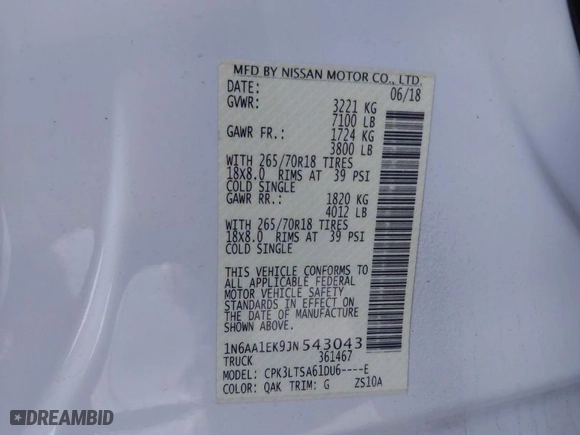 MFD BY NISSAN MOTOR CO., LTD.
DATE: 06/18
GVWR: 3221 KG
7100 LB
GAWR FR.: 1724 KG
3800 LB
WITH 265/70R18 TIRES
18X8.0 RIMS AT 39 PSI
COLD SINGLE
GAWR RR.: 1820 KG
4012 LB
WITH 265/70R18 TIRES
18X8.0 RIMS AT 39 PSI
COLD SINGLE
THIS VEHICLE CONFORMS TO
ALL APPLICABLE FEDERAL
MOTOR VEHICLE SAFETY
STANDARDS IN EFFECT ON
THE DATE OF MANUFACTURE
SHOWN ABOVE.
1N6AA1EK9JN543043
TRUCK 361467
MODEL: CPK3LTSA61DU6----E
COLOR: QAK TRIM: G ZS10A
DREAMBID